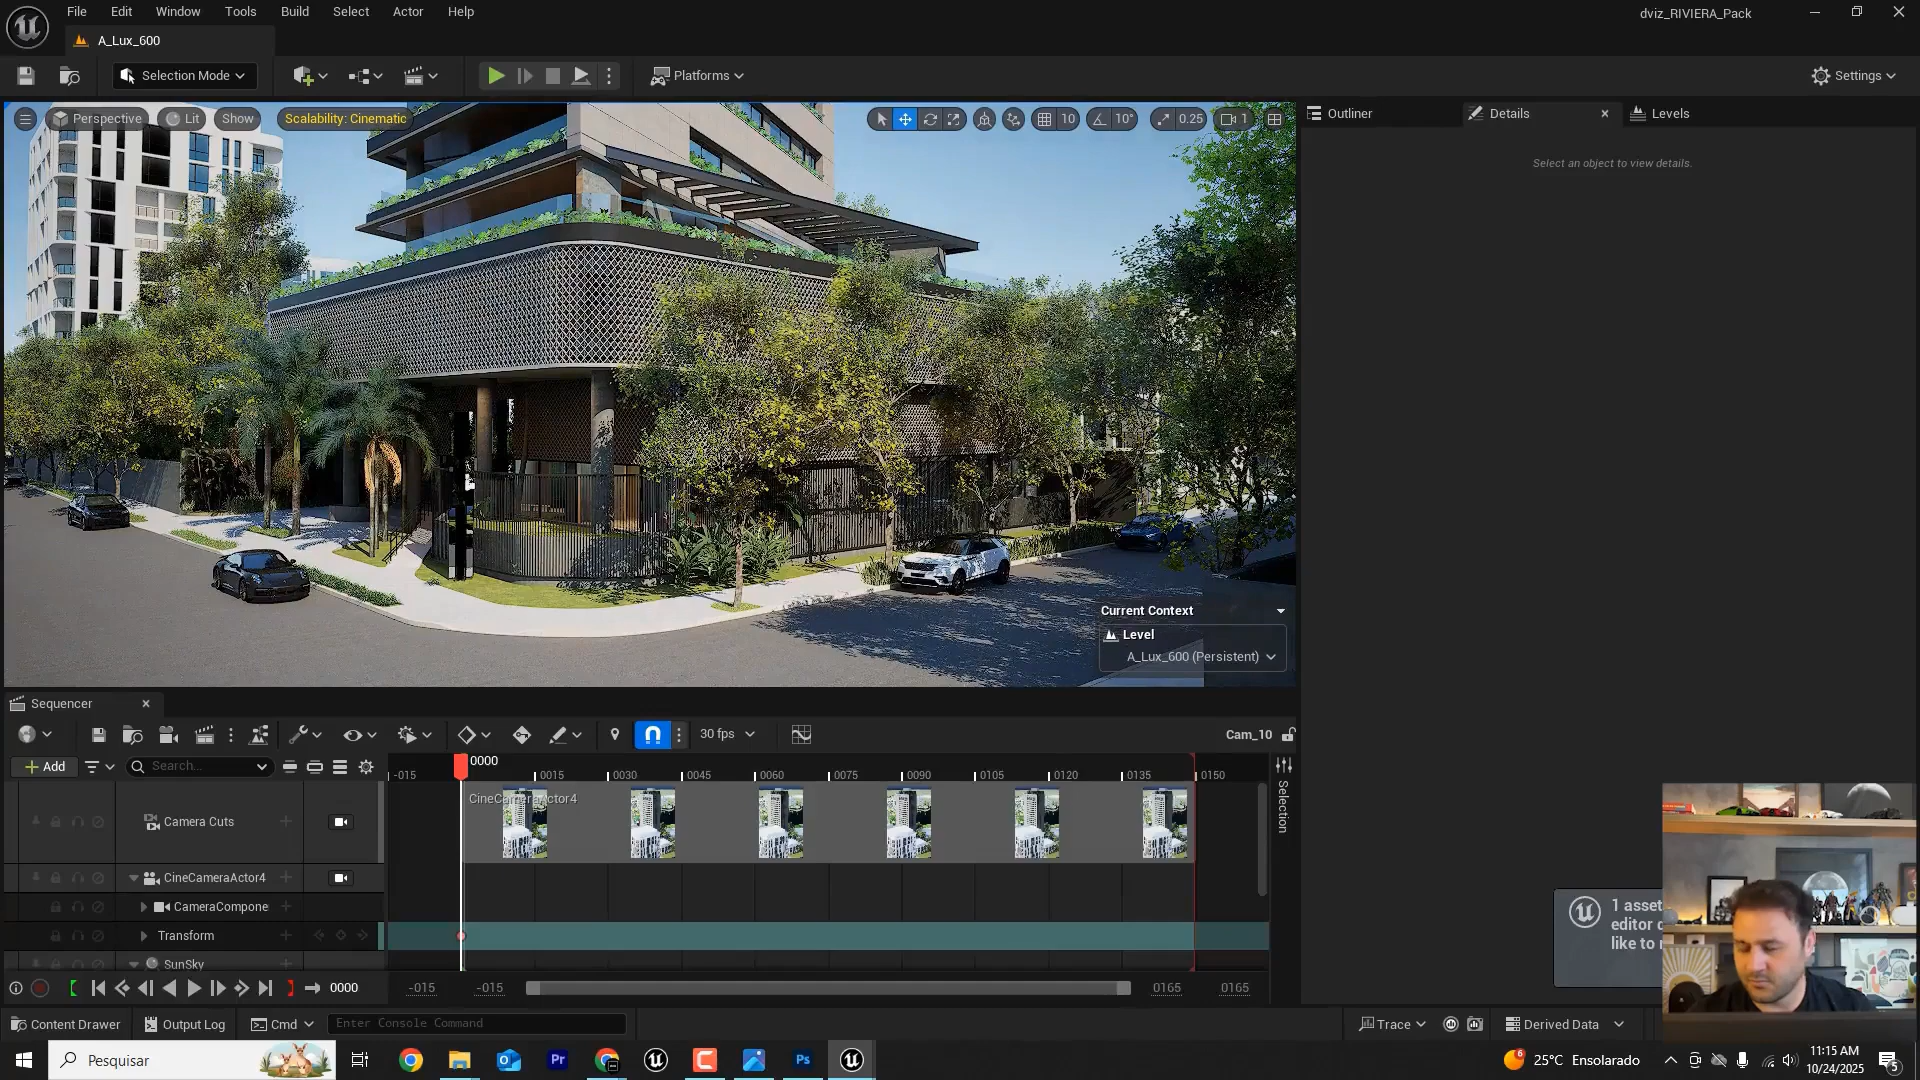 File Edit View Window Tools Build Select Actor Help
dviz_RIVIERA_Pack
A_Lux_600
Selection Mode
Platforms
Settings
Perspective Lit Show Scalability: Cinematic
10 10° 0.25 1
Outliner Details Levels
Select an object to view details.
Current Context
Level
A_Lux_600 (Persistent)
Sequencer
30 fps
Cam_10
Add Search...
-015 0000 0015 0030 0045 0060 0075 0090 0105 0120 0135 0150
Selection
CineCameraActor4
Camera Cuts
CineCameraActor4
CameraCompone
Transform
SunSky
0000 -015 -015 0165 0165
1 asset
editor
like to
Content Drawer Output Log Cmd Enter Console Command
Trace Derived Data
Pesquisar
25°C Ensolarado
11:15 AM
10/24/2025